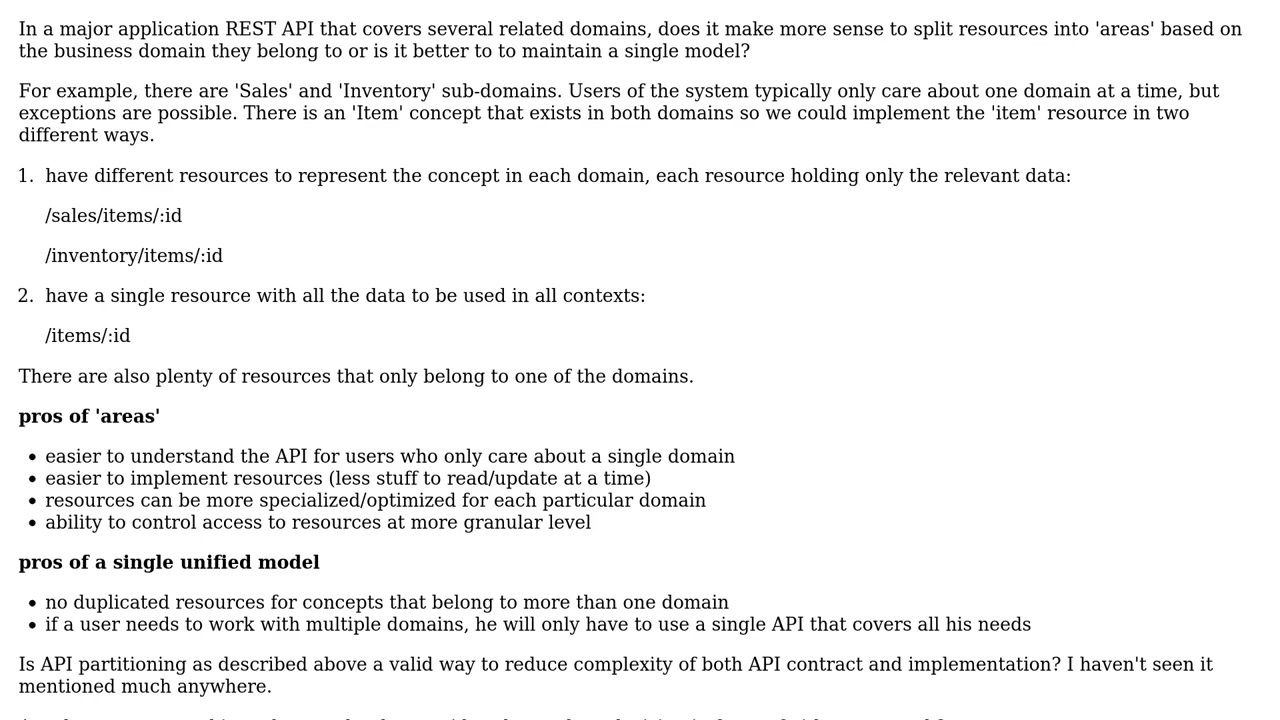 In a major application REST API that covers several related domains, does it make more sense to split resources into 'areas' based on
the business domain they belong to or is it better to to maintain a single model?
For example, there are 'Sales' and 'Inventory' sub-domains. Users of the system typically only care about one domain at a time, but
exceptions are possible. There is an 'Item' concept that exists in both domains so we could implement the 'item' resource in two
different ways.
1. have different resources to represent the concept in each domain, each resource holding only the relevant data:
/sales/items/:id
/inventory/items/:id
2. have a single resource with all the data to be used in all contexts:
/items/:id
There are also plenty of resources that only belong to one of the domains.
pros of 'areas'
• easier to understand the API for users who only care about a single domain
• easier to implement resources (less stuff to read/update at a time)
• resources can be more specialized/optimized for each particular domain
• ability to control access to resources at more granular level
pros of a single unified model
• no duplicated resources for concepts that belong to more than one domain
• if a user needs to work with multiple domains, he will only have to use a single API that covers all his needs
Is API partitioning as described above a valid way to reduce complexity of both API contract and implementation? I haven't seen it
mentioned much anywhere.